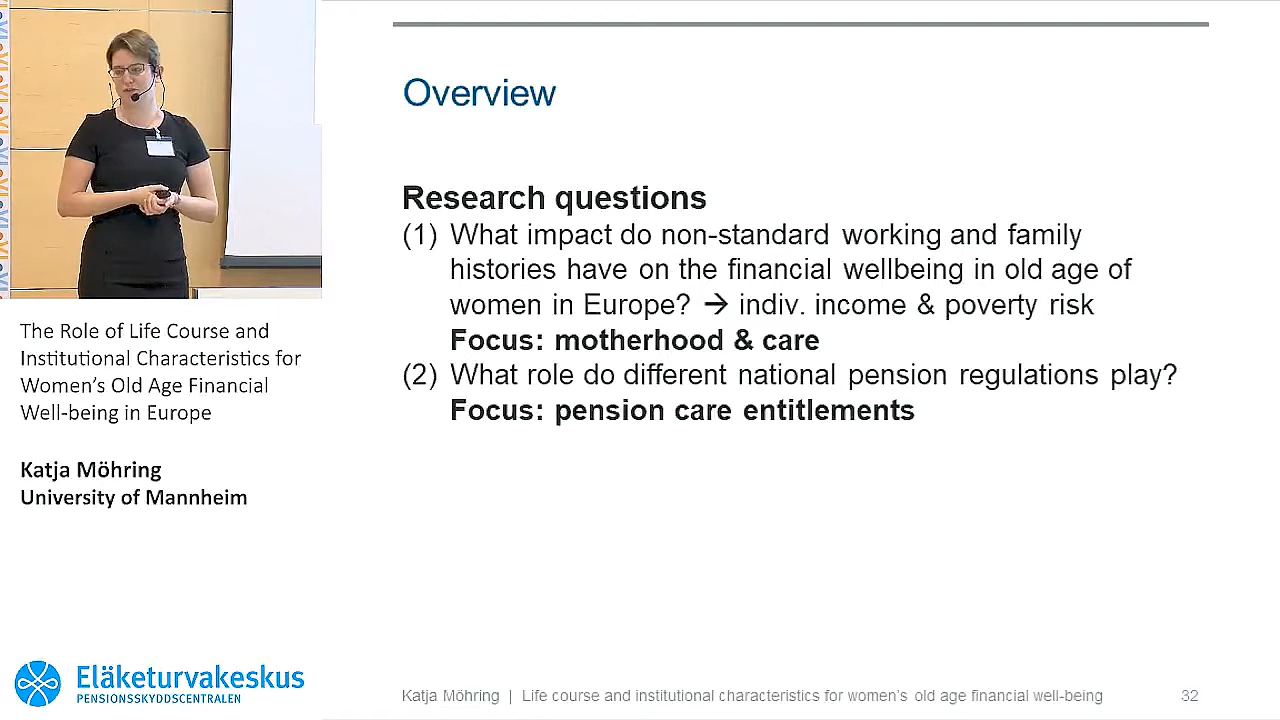 The Role of Life Course and
Institutional Characteristics for
Women's Old Age Financial
Well-being in Europe
Katja Möhring
University of Mannheim
Eläketurvakeskus
PENSIONSSKYDDSCENTRALEN
Overview
Research questions
(1) What impact do non-standard working and family
histories have on the financial wellbeing in old age of
women in Europe? → indiv. income & poverty risk
Focus: motherhood & care
(2) What role do different national pension regulations play?
Focus: pension care entitlements
Katja Möhring | Life course and institutional characteristics for women's old age financial well-being 32